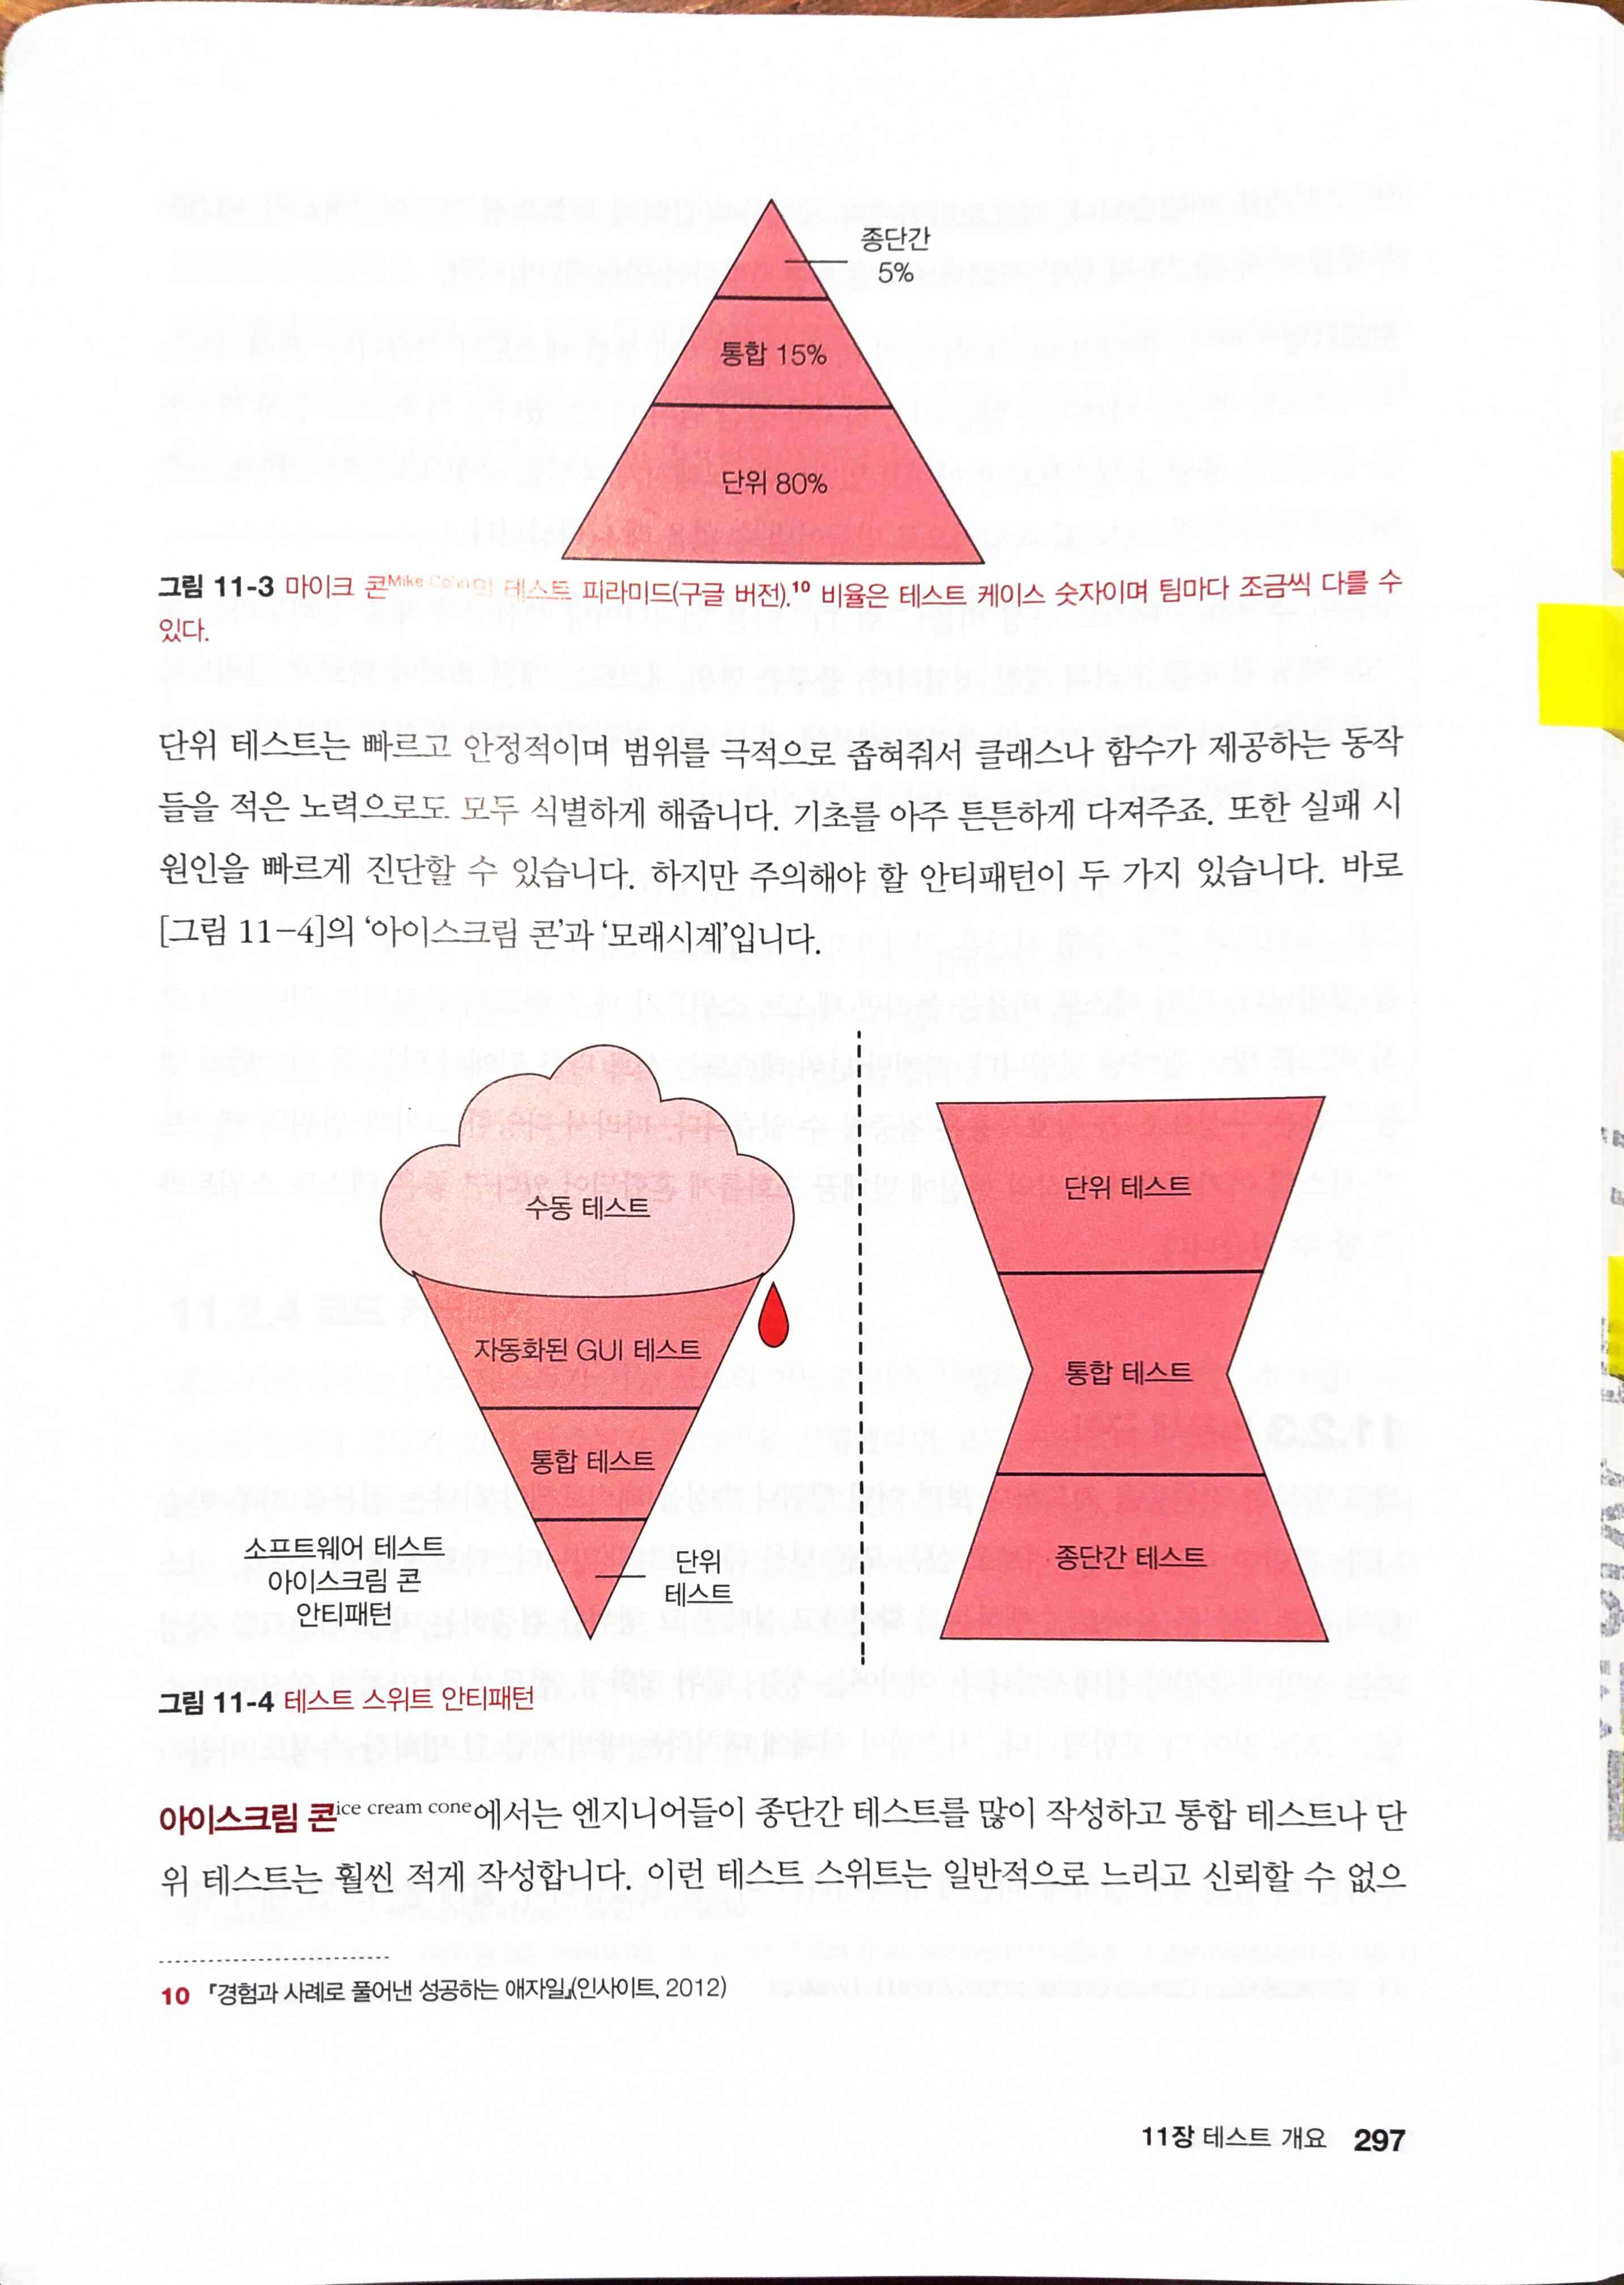 종단간
5%
통합 15%
단위 80%
그림 11-3 마이크 콘Mike Cohn의 테스트 피라미드(구글 버전).10 비율은 테스트 케이스 숫자이며 팀마다 조금씩 다를 수
있다.
단위 테스트는 빠르고 안정적이며 범위를 극적으로 좁혀줘서 클래스나 함수가 제공하는 동작
들을 적은 노력으로도 모두 식별하게 해줍니다. 기초를 아주 튼튼하게 다져주죠. 또한 실패 시
원인을 빠르게 진단할 수 있습니다. 하지만 주의해야 할 안티패턴이 두 가지 있습니다. 바로
[그림 11-4]의 ‘아이스크림 콘’과 ‘모래시계’입니다.
수동 테스트
자동화된 GUI 테스트
통합 테스트
단위
테스트
소프트웨어 테스트
아이스크림 콘
안티패턴
단위 테스트
통합 테스트
종단간 테스트
그림 11-4 테스트 스위트 안티패턴
아이스크림 콘ice cream cone에서는 엔지니어들이 종단간 테스트를 많이 작성하고 통합 테스트나 단
위 테스트는 훨씬 적게 작성합니다. 이런 테스트 스위트는 일반적으로 느리고 신뢰할 수 없으
10 『경험과 사례로 풀어낸 성공하는 애자일』(인사이트, 2012)
11장 테스트 개요 297